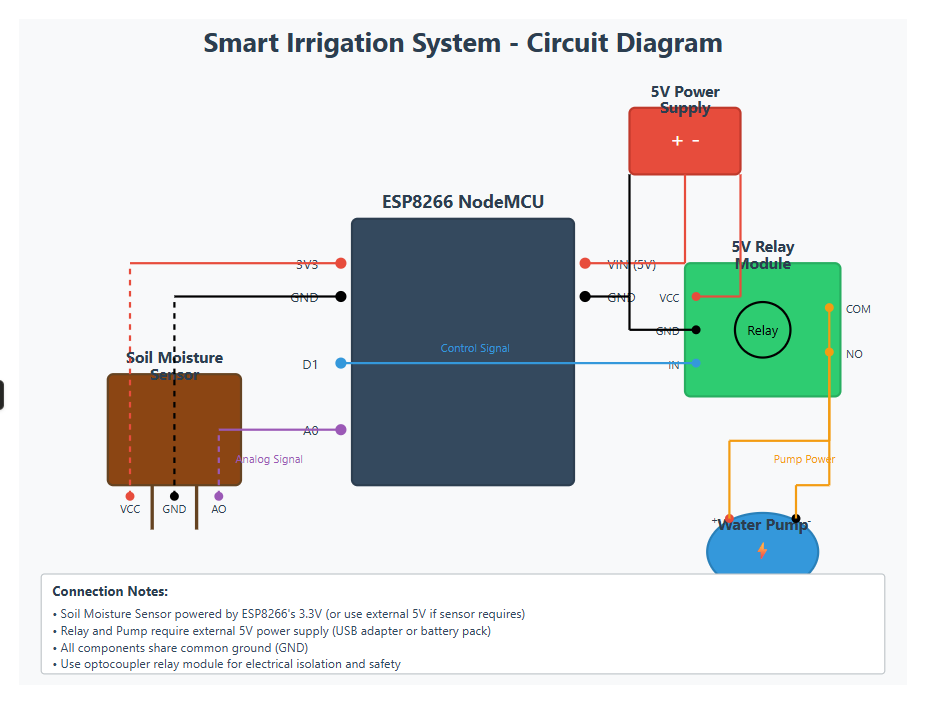 Smart Irrigation System - Circuit Diagram
5V Power
Supply
+ -
ESP8266 NodeMCU
5V Relay
Module
3V3
VIN (5V)
GND
GND
VCC
COM
GND
Relay
Control Signal
NO
Soil Moisture
Sensor
D1
IN
A0
Analog Signal
Pump Power
VCC
GND
AO
+
Water Pump
-
Connection Notes:
• Soil Moisture Sensor powered by ESP8266's 3.3V (or use external 5V if sensor requires)
• Relay and Pump require external 5V power supply (USB adapter or battery pack)
• All components share common ground (GND)
• Use optocoupler relay module for electrical isolation and safety